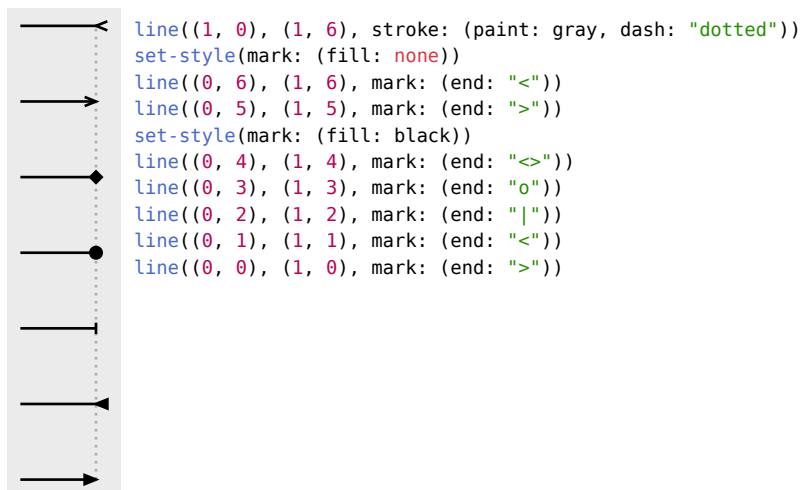 line((1, 0), (1, 6), stroke: (paint: gray, dash: "dotted"))
set-style(mark: (fill: none))
line((0, 6), (1, 6), mark: (end: "<"))
line((0, 5), (1, 5), mark: (end: ">"))
set-style(mark: (fill: black))
line((0, 4), (1, 4), mark: (end: "<>"))
line((0, 3), (1, 3), mark: (end: "o"))
line((0, 2), (1, 2), mark: (end: "|"))
line((0, 1), (1, 1), mark: (end: "<"))
line((0, 0), (1, 0), mark: (end: ">"))